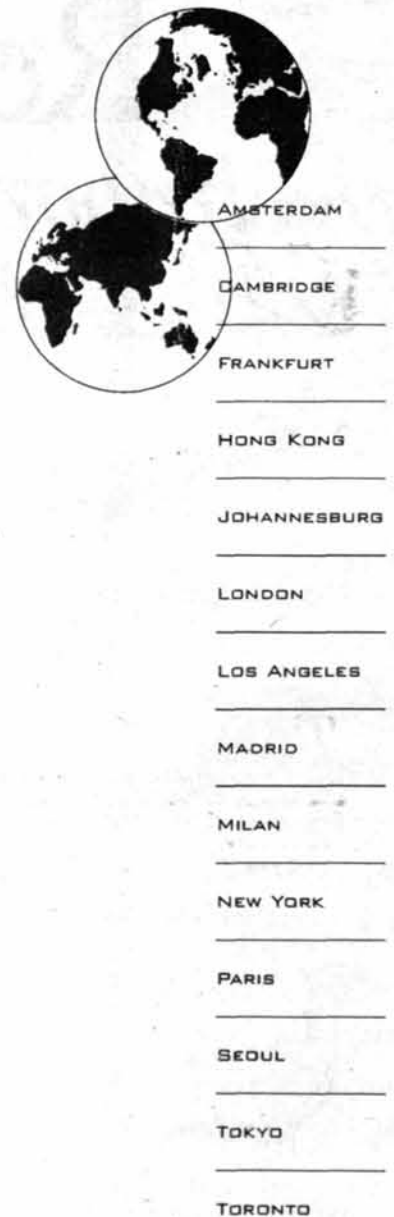 AMSTERDAM
CAMBRIDGE
FRANKFURT
HONG KONG
JOHANNESBURG
LONDON
LOS ANGELES
MADRID
MILAN
NEW YORK
PARIS
SEOUL
TOKYO
TORONTO